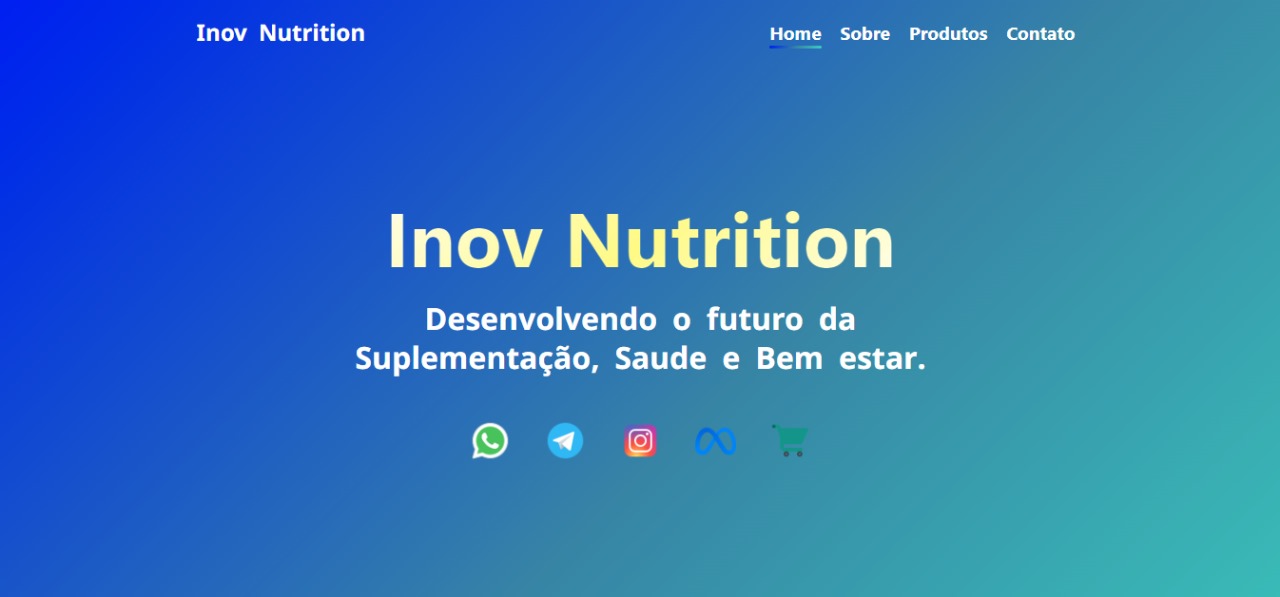 Inov Nutrition
Home Sobre Produtos Contato
Inov Nutrition
Desenvolvendo o futuro da
Suplementação, Saude e Bem estar.